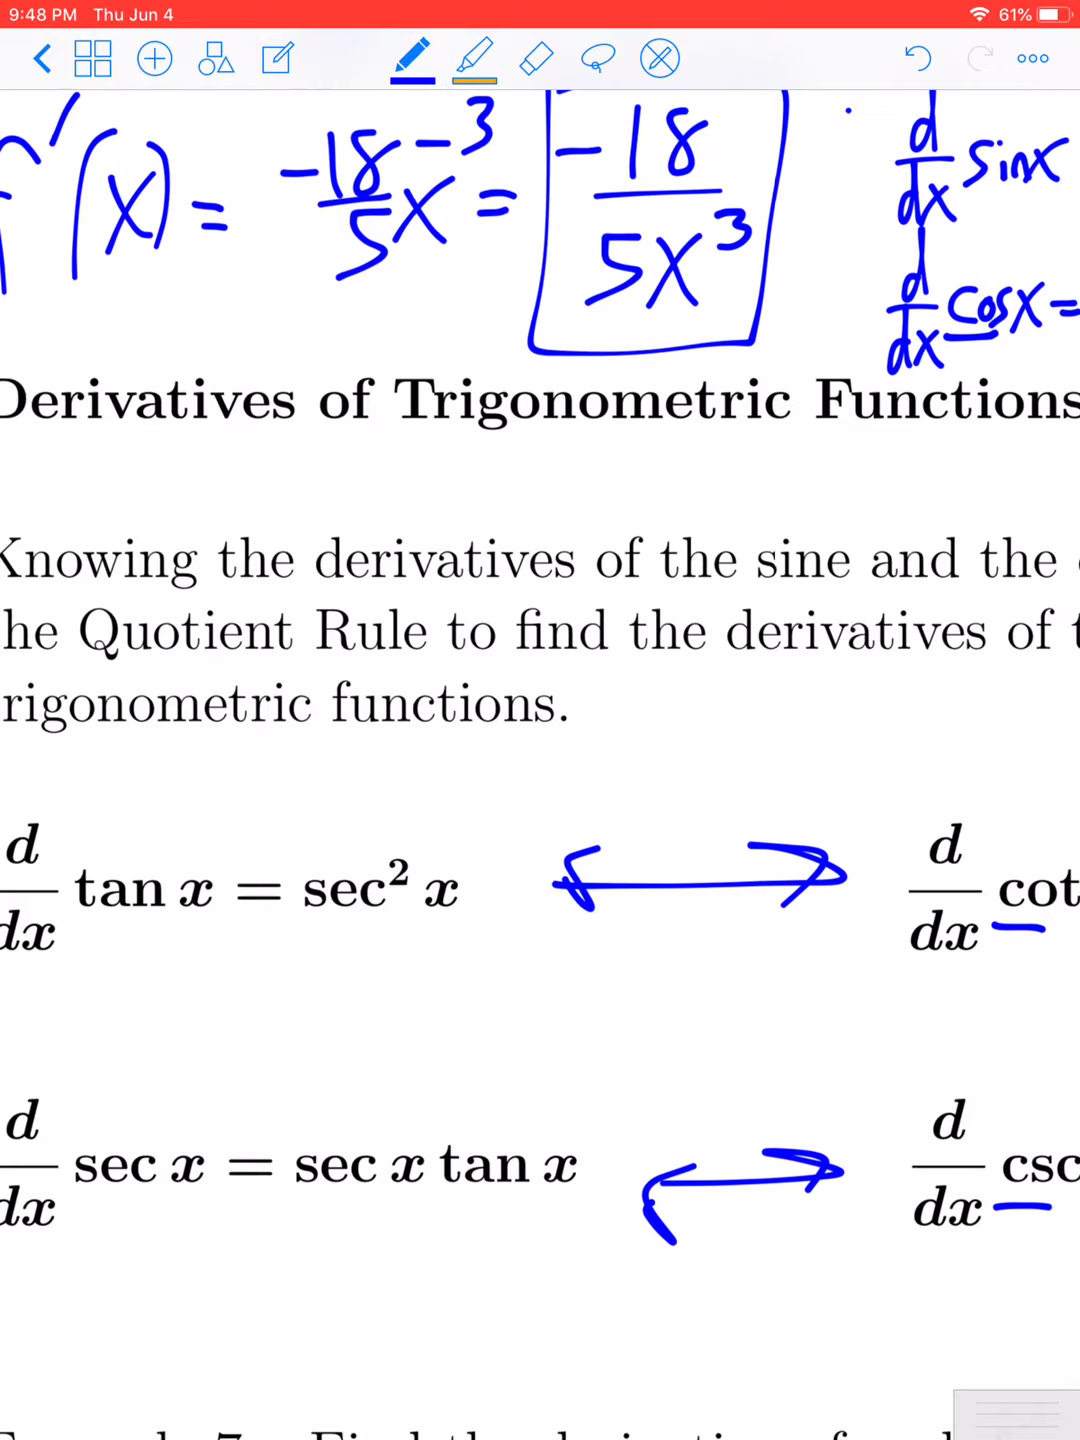 9:48 PM Thu Jun 4 61%
'(x) = -18/5 x^-3 = -18/5x^3
d/dx sinx
d/dx cosx =
Derivatives of Trigonometric Functions
Knowing the derivatives of the sine and the
he Quotient Rule to find the derivatives of t
rigonometric functions.
d/dx tan x = sec² x d/dx cot
d/dx sec x = sec x tan x d/dx csc